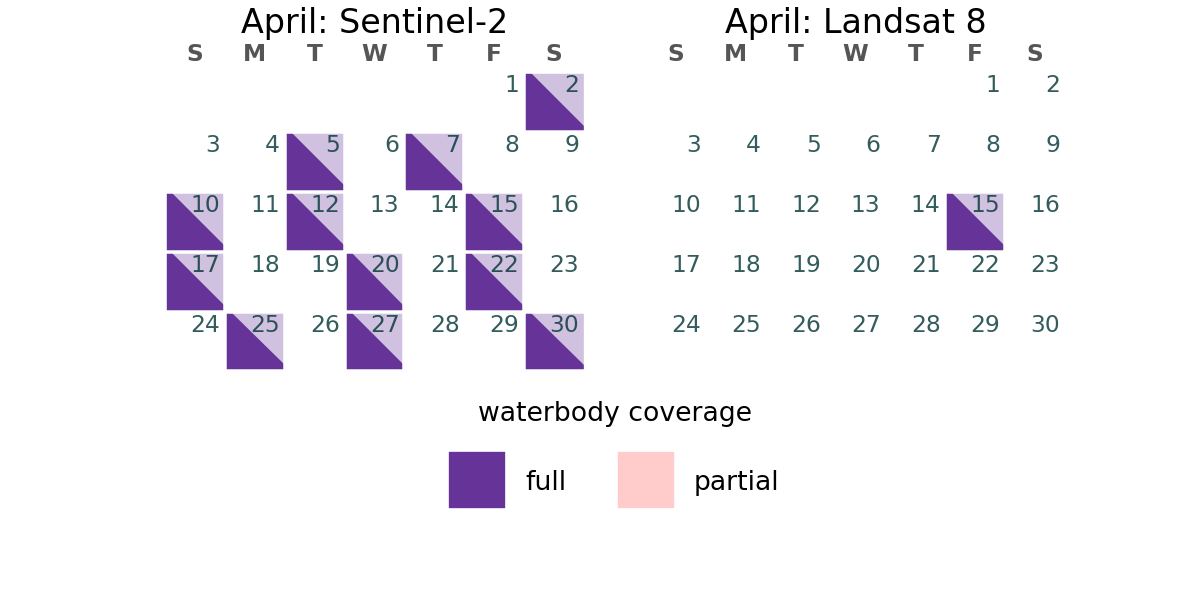 April: Sentinel-2
S M T W T F S
1 2
3 4 5 6 7 8 9
10 11 12 13 14 15 16
17 18 19 20 21 22 23
24 25 26 27 28 29 30
April: Landsat 8
S M T W T F S
1 2
3 4 5 6 7 8 9
10 11 12 13 14 15 16
17 18 19 20 21 22 23
24 25 26 27 28 29 30
waterbody coverage
full partial